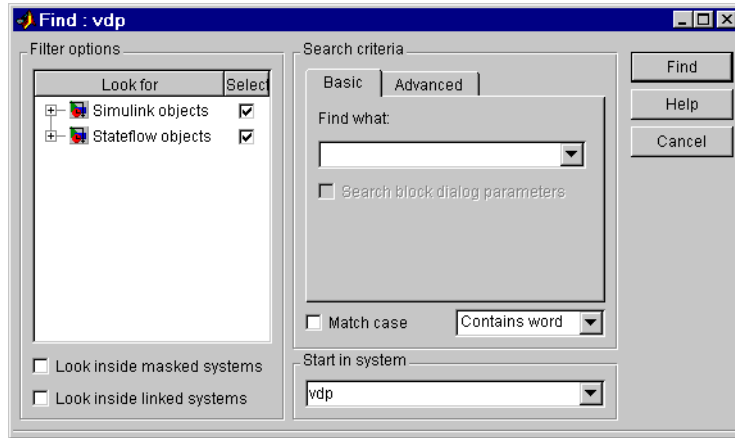 Find : vdp
Filter options
Look for Select
Simulink objects
Stateflow objects
Look inside masked systems
Look inside linked systems
Search criteria
Basic Advanced
Find what:
Search block dialog parameters
Match case Contains word
Start in system
vdp
Find
Help
Cancel